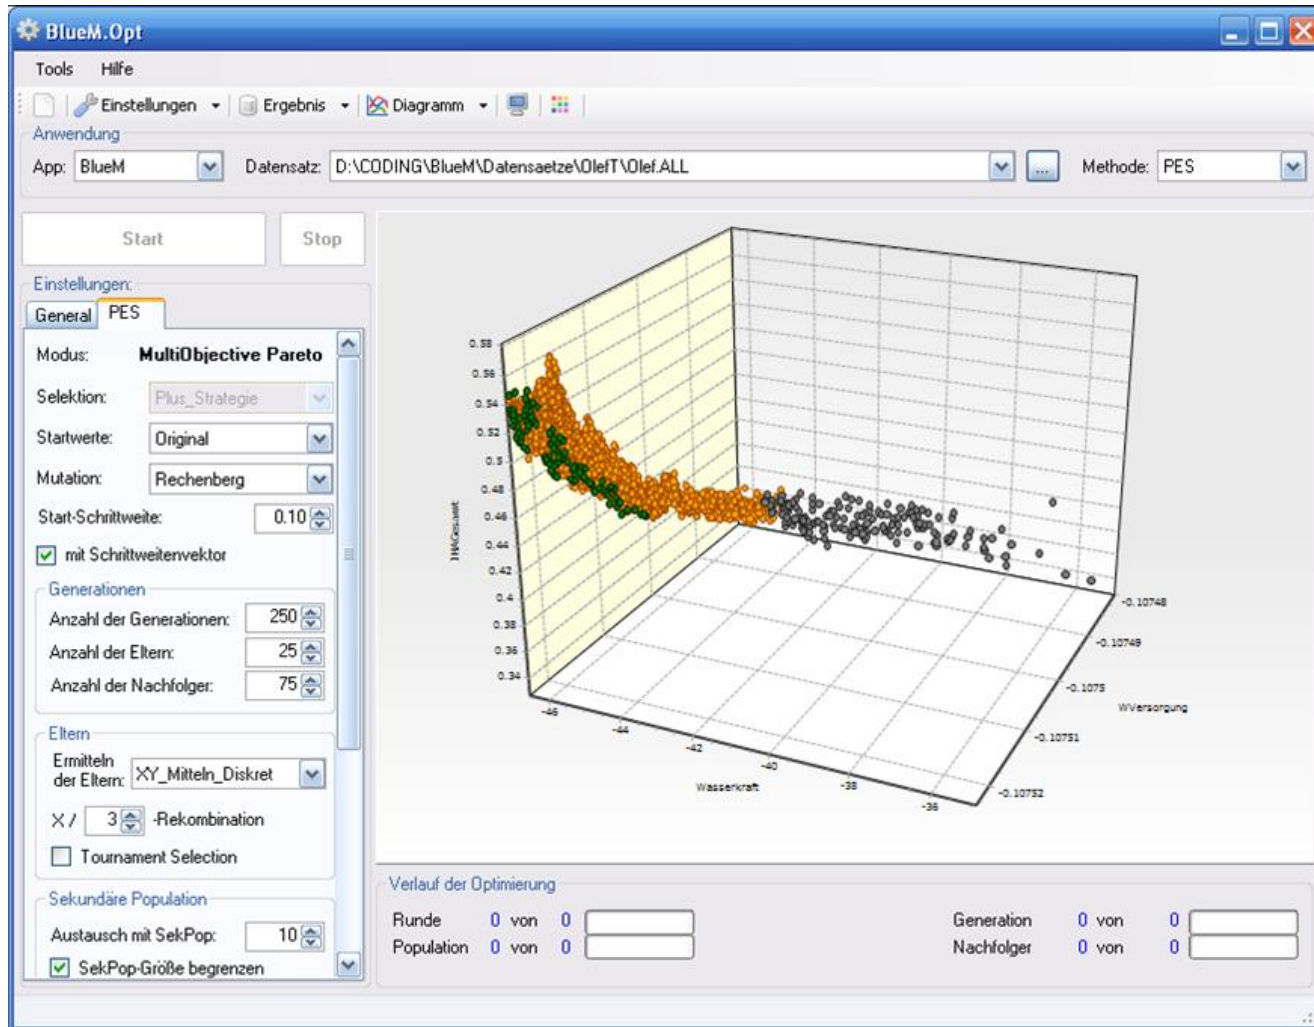 BlueM.Opt
Tools Hilfe
Einstellungen Ergebnis Diagramm
Anwendung
App: BlueM Datensatz: D:\CODING\BlueM\Datensaetze\OlefT\Olef.ALL ... Methode: PES
Start Stop
Einstellungen:
General PES
Modus: MultiObjective Pareto
Selektion: Plus_Strategie
Startwerte: Original
Mutation: Rechenberg
Start-Schrittweite: 0.10
mit Schrittweitenvektor
Generationen
Anzahl der Generationen: 250
Anzahl der Eltern: 25
Anzahl der Nachfolger: 75
Eltern
Ermitteln
der Eltern: XY_Mitteln_Diskret
X / 3 -Rekombination
Tournament Selection
Sekundäre Population
Austausch mit SekPop: 10
SekPop-Größe begrenzen
0.58
0.56
0.54
0.52
0.5
0.48
0.46
0.44
0.42
0.4
0.38
0.36
0.34
IHAGesamt
-46
-44
-42
-40
-38
-36
Wasserkraft
-0.10748
-0.10749
-0.1075
-0.10751
-0.10752
WVersorgung
Verlauf der Optimierung
Runde 0 von 0 Generation 0 von 0
Population 0 von 0 Nachfolger 0 von 0